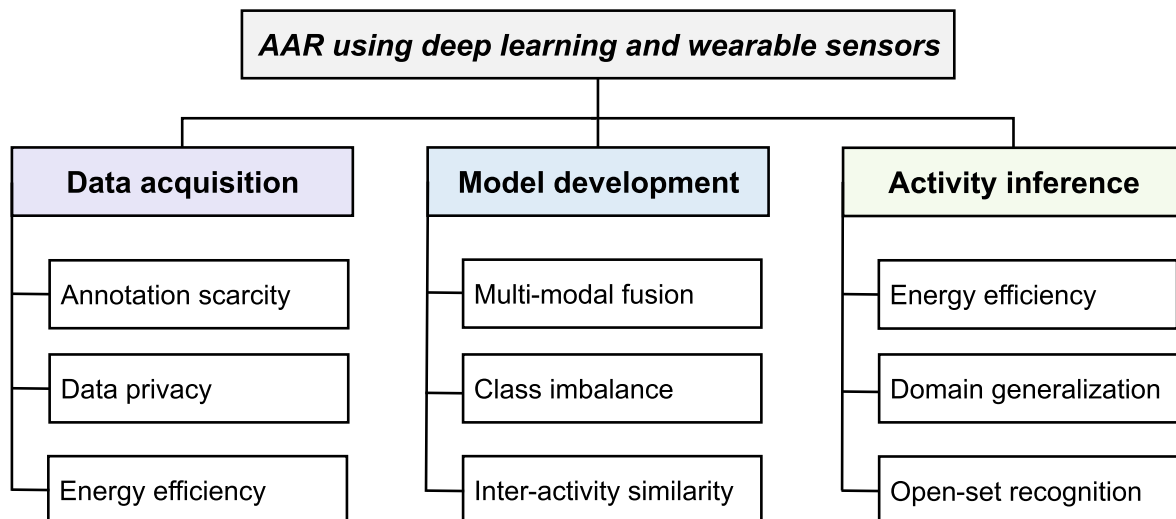 AAR using deep learning and wearable sensors
Data acquisition
Annotation scarcity
Data privacy
Energy efficiency
Model development
Multi-modal fusion
Class imbalance
Inter-activity similarity
Activity inference
Energy efficiency
Domain generalization
Open-set recognition